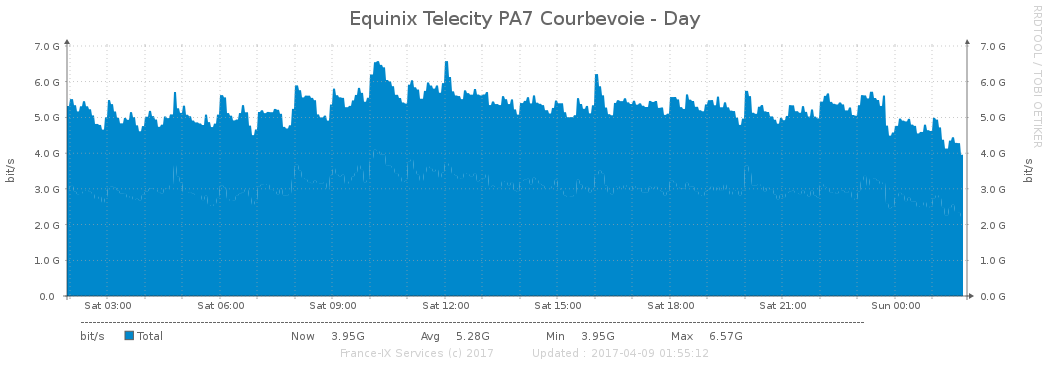 Equinix Telecity PA7 Courbevoie - Day
RRDTOOL / TOBI OETIKER
7.0 G 7.0 G
6.0 G 6.0 G
5.0 G 5.0 G
4.0 G 4.0 G
3.0 G 3.0 G
2.0 G 2.0 G
1.0 G 1.0 G
0.0 0.0 G
bit/s bit/s
Sat 03:00 Sat 06:00 Sat 09:00 Sat 12:00 Sat 15:00 Sat 18:00 Sat 21:00 Sun 00:00
bit/s Total Now 3.95G Avg 5.28G Min 3.95G Max 6.57G
France-IX Services (c) 2017 Updated : 2017-04-09 01:55:12